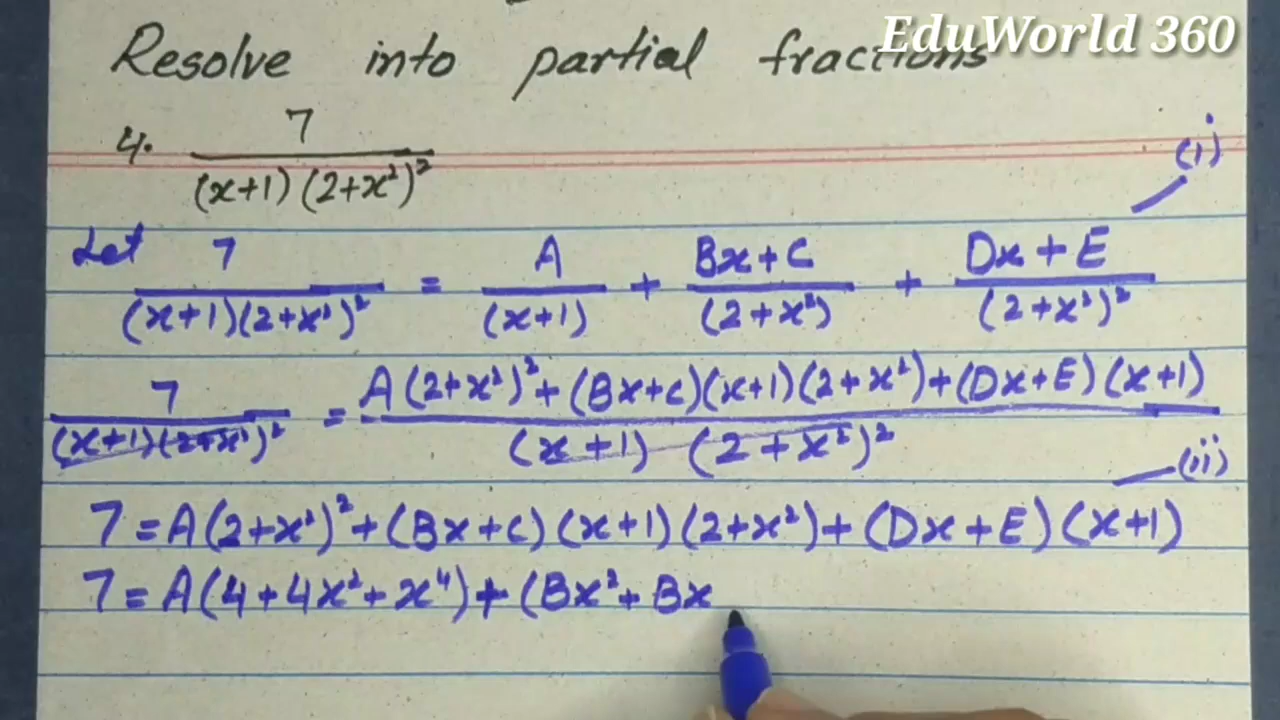 EduWorld 360
Resolve into partial fractions
4. 7/((x+1)(2+x²)²)
(i)
Let 7/((x+1)(2+x²)²) = A/(x+1) + (Bx+C)/(2+x²) + (Dx+E)/(2+x²)²
7/((x+1)(2+x²)²) = (A(2+x²)²+(Bx+C)(x+1)(2+x²)+(Dx+E)(x+1))/((x+1)(2+x²)²)
(ii)
7=A(2+x²)²+(Bx+C)(x+1)(2+x²)+(Dx+E)(x+1)
7=A(4+4x²+x⁴)+(Bx²+Bx